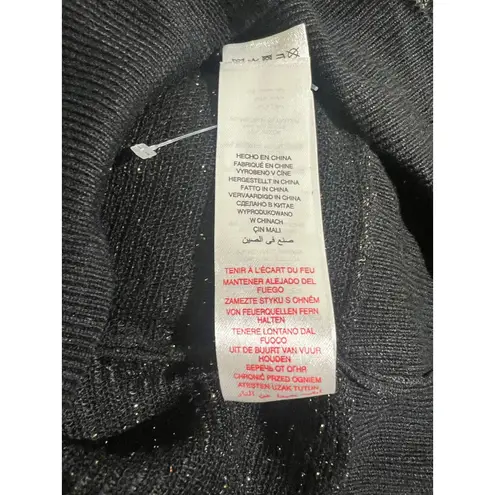 HECHO EN CHINA
FABRIQUÉ EN CHINE
VYROBENO V ČÍNE
HERGESTELLT IN CHINA
FATTO IN CHINA
VERVAARDIGD IN CHINA
СДЕЛАНО В КИТАЕ
WYPRODUKOWANO
W CHINACH
ÇIN MALI
صنع في الصين
TENIR À L'ÉCART DU FEU
MANTENER ALEJADO DEL
FUEGO
ZAMEZTE STYKU S OHNĚM
VON FEUERQUELLEN FERN
HALTEN
TENERE LONTANO DAL
FUOCO
UIT DE BUURT VAN VUUR
HOUDEN
БЕРЕЧЬ ОТ ОГНЯ
CHRONIĆ PRZED OGNIEM
ATEŞTEN UZAK TUTUN